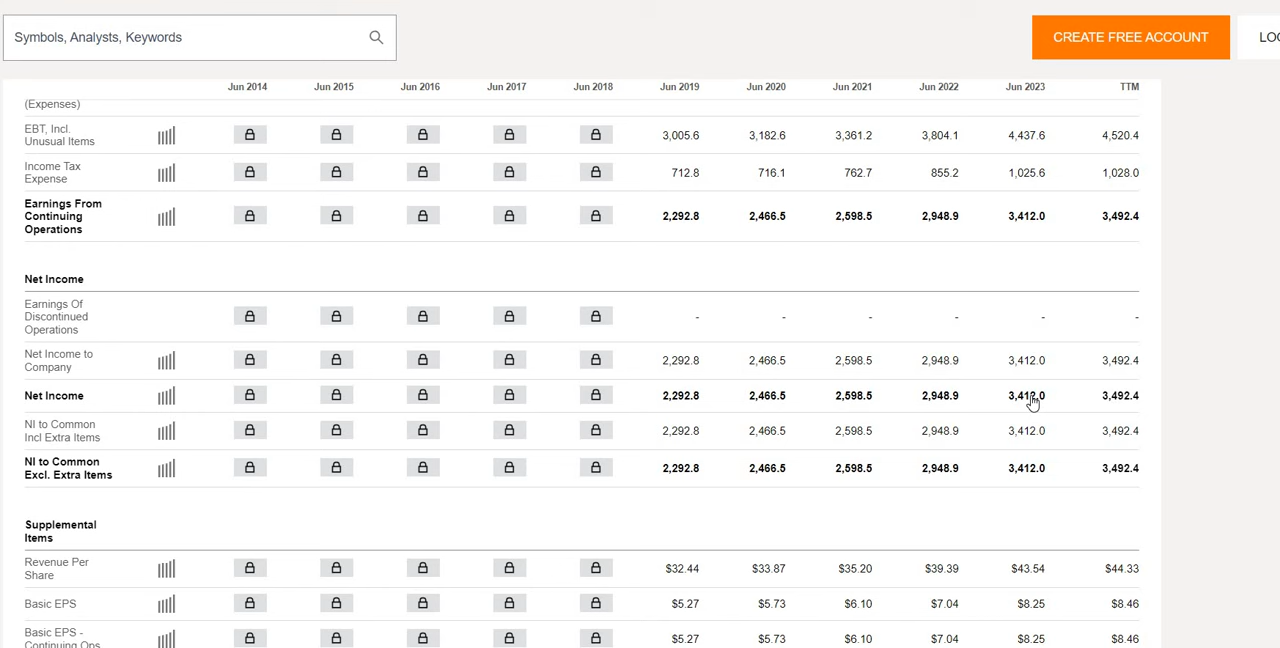 Symbols, Analysts, Keywords
CREATE FREE ACCOUNT
LOG
Jun 2014 Jun 2015 Jun 2016 Jun 2017 Jun 2018 Jun 2019 Jun 2020 Jun 2021 Jun 2022 Jun 2023 TTM
(Expenses)
EBT, Incl.
Unusual Items
3,005.6 3,182.6 3,361.2 3,804.1 4,437.6 4,520.4
Income Tax
Expense
712.8 716.1 762.7 855.2 1,025.6 1,028.0
Earnings From
Continuing
Operations
2,292.8 2,466.5 2,598.5 2,948.9 3,412.0 3,492.4
Net Income
Earnings Of
Discontinued
Operations
- - - - - -
Net Income to
Company
2,292.8 2,466.5 2,598.5 2,948.9 3,412.0 3,492.4
Net Income 2,292.8 2,466.5 2,598.5 2,948.9 3,412.0 3,492.4
NI to Common
Incl Extra Items
2,292.8 2,466.5 2,598.5 2,948.9 3,412.0 3,492.4
NI to Common
Excl. Extra Items
2,292.8 2,466.5 2,598.5 2,948.9 3,412.0 3,492.4
Supplemental
Items
Revenue Per
Share
$32.44 $33.87 $35.20 $39.39 $43.54 $44.33
Basic EPS $5.27 $5.73 $6.10 $7.04 $8.25 $8.46
Basic EPS -
Continuing Ops
$5.27 $5.73 $6.10 $7.04 $8.25 $8.46